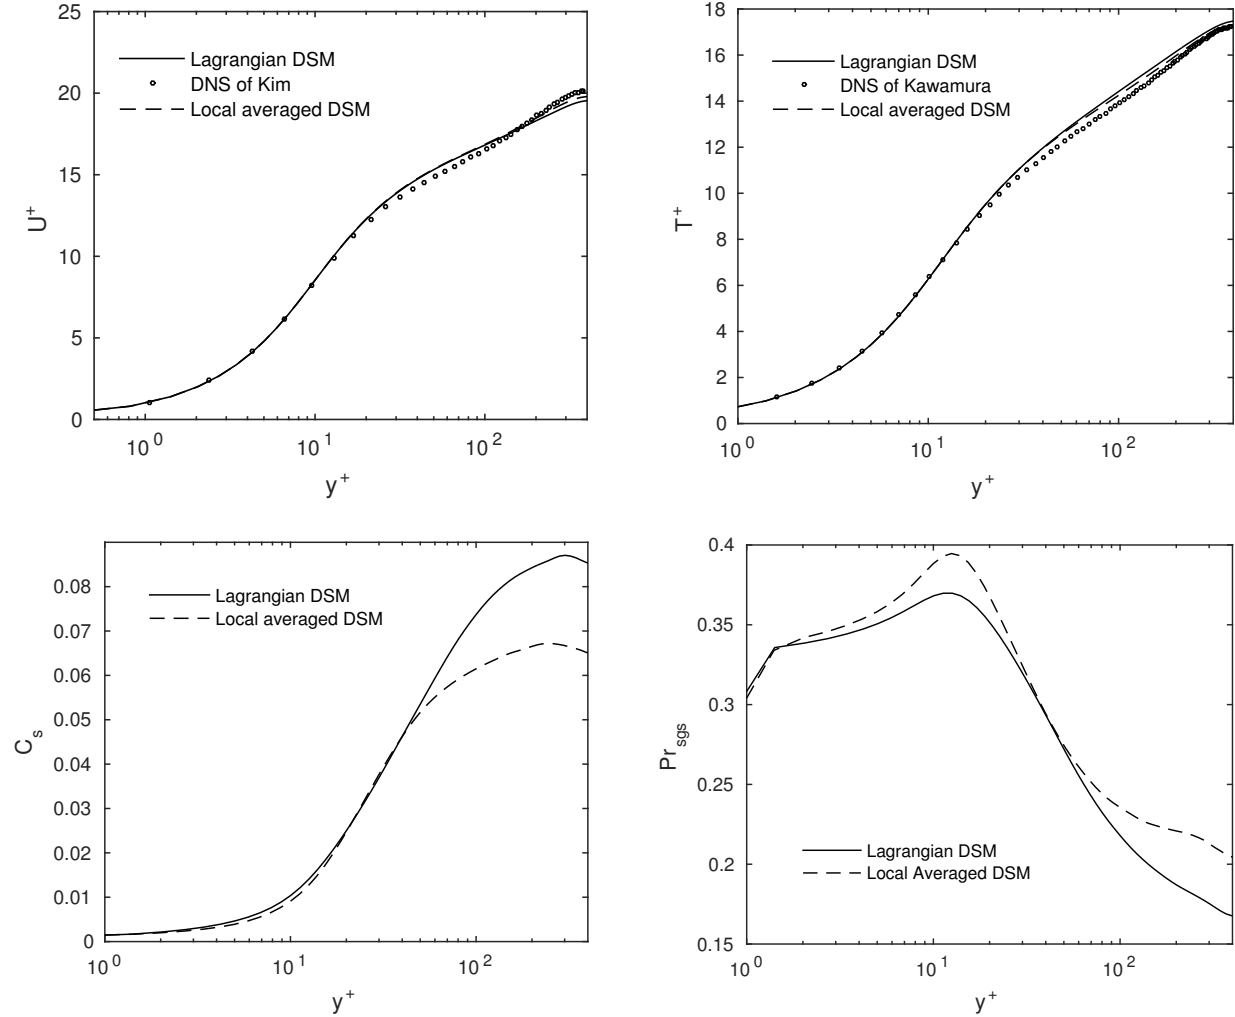 25
20
15
10
5
0
U+
Lagrangian DSM
DNS of Kim
Local averaged DSM
10^0
10^1
10^2
y+
18
16
14
12
10
8
6
4
2
0
T+
Lagrangian DSM
DNS of Kawamura
Local averaged DSM
10^0
10^1
10^2
y+
0.08
0.07
0.06
0.05
0.04
0.03
0.02
0.01
0
C_s
Lagrangian DSM
Local averaged DSM
10^0
10^1
10^2
y+
0.4
0.35
0.3
0.25
0.2
0.15
Pr_sgs
Lagrangian DSM
Local Averaged DSM
10^0
10^1
10^2
y+